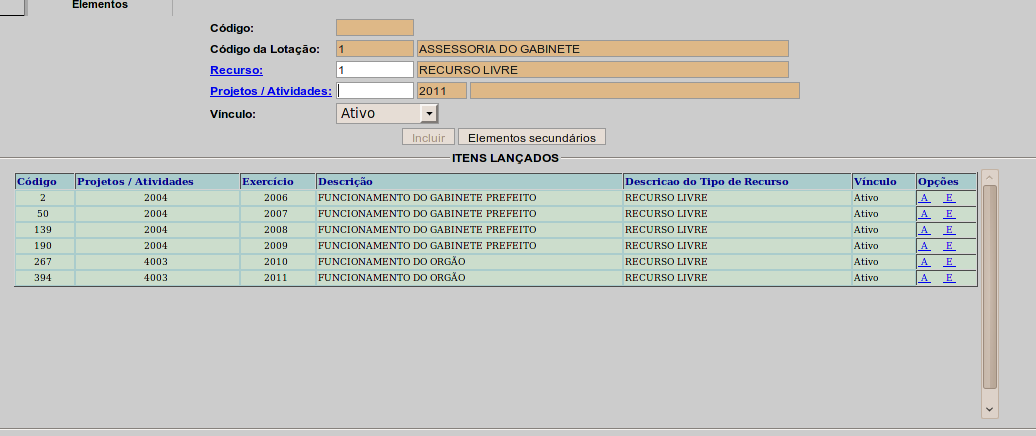 Elementos
Código:
Código da Lotação: 1 ASSESSORIA DO GABINETE
Recurso: 1 RECURSO LIVRE
Projetos / Atividades: 2011
Vínculo: Ativo
Incluir Elementos secundários
ITENS LANÇADOS
Código Projetos / Atividades Exercício Descrição Descricao do Tipo de Recurso Vínculo Opções
2 2004 2006 FUNCIONAMENTO DO GABINETE PREFEITO RECURSO LIVRE Ativo A E
50 2004 2007 FUNCIONAMENTO DO GABINETE PREFEITO RECURSO LIVRE Ativo A E
139 2004 2008 FUNCIONAMENTO DO GABINETE PREFEITO RECURSO LIVRE Ativo A E
190 2004 2009 FUNCIONAMENTO DO GABINETE PREFEITO RECURSO LIVRE Ativo A E
267 4003 2010 FUNCIONAMENTO DO ORGÃO RECURSO LIVRE Ativo A E
394 4003 2011 FUNCIONAMENTO DO ORGÃO RECURSO LIVRE Ativo A E